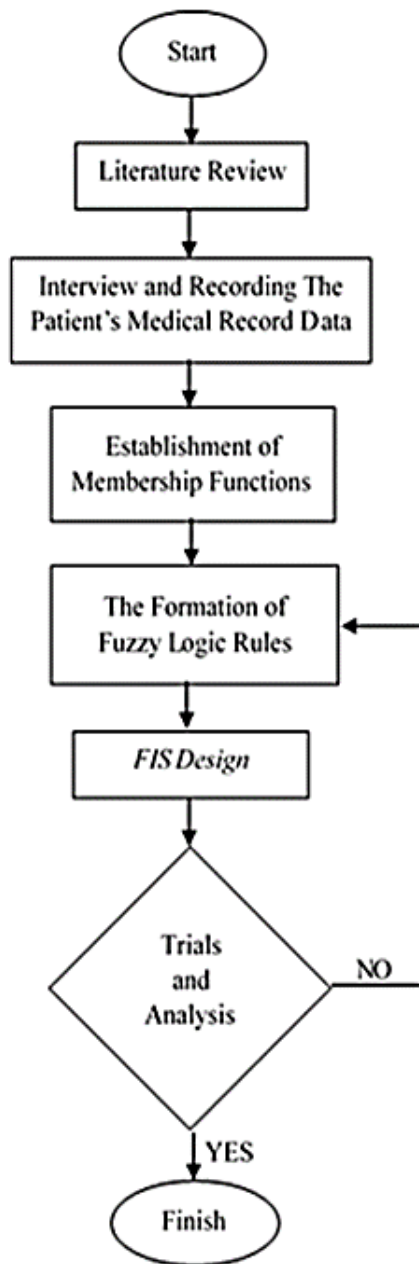 Start
Literature Review
Interview and Recording The
Patient's Medical Record Data
Establishment of
Membership Functions
The Formation of
Fuzzy Logic Rules
FIS Design
Trials
and
Analysis
NO
YES
Finish